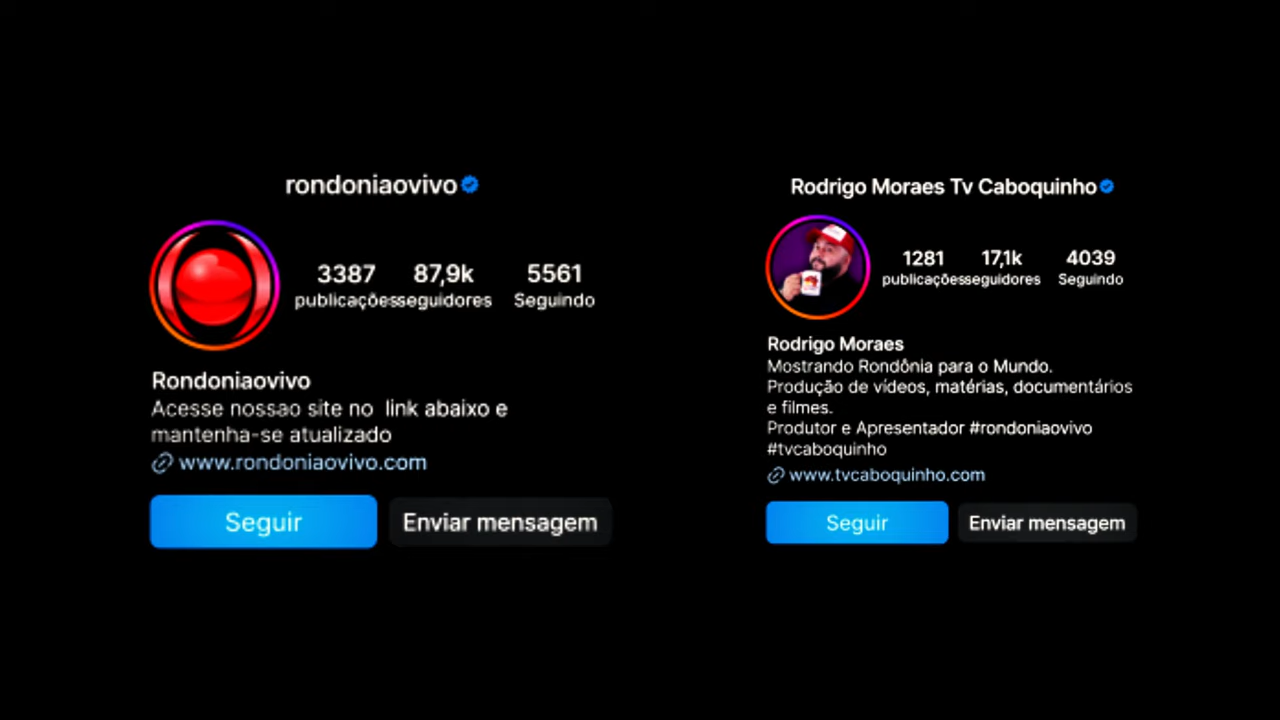 rondoniaovivo
3387 87,9k 5561
publicações seguidores Seguindo
Rondoniaovivo
Acesse nossao site no link abaixo e
mantenha-se atualizado
www.rondoniaovivo.com
Seguir Enviar mensagem
Rodrigo Moraes Tv Caboquinho
1281 17,1k 4039
publicações seguidores Seguindo
Rodrigo Moraes
Mostrando Rondônia para o Mundo.
Produção de vídeos, matérias, documentários
e filmes.
Produtor e Apresentador #rondoniaovivo
#tvcaboquinho
www.tvcaboquinho.com
Seguir Enviar mensagem